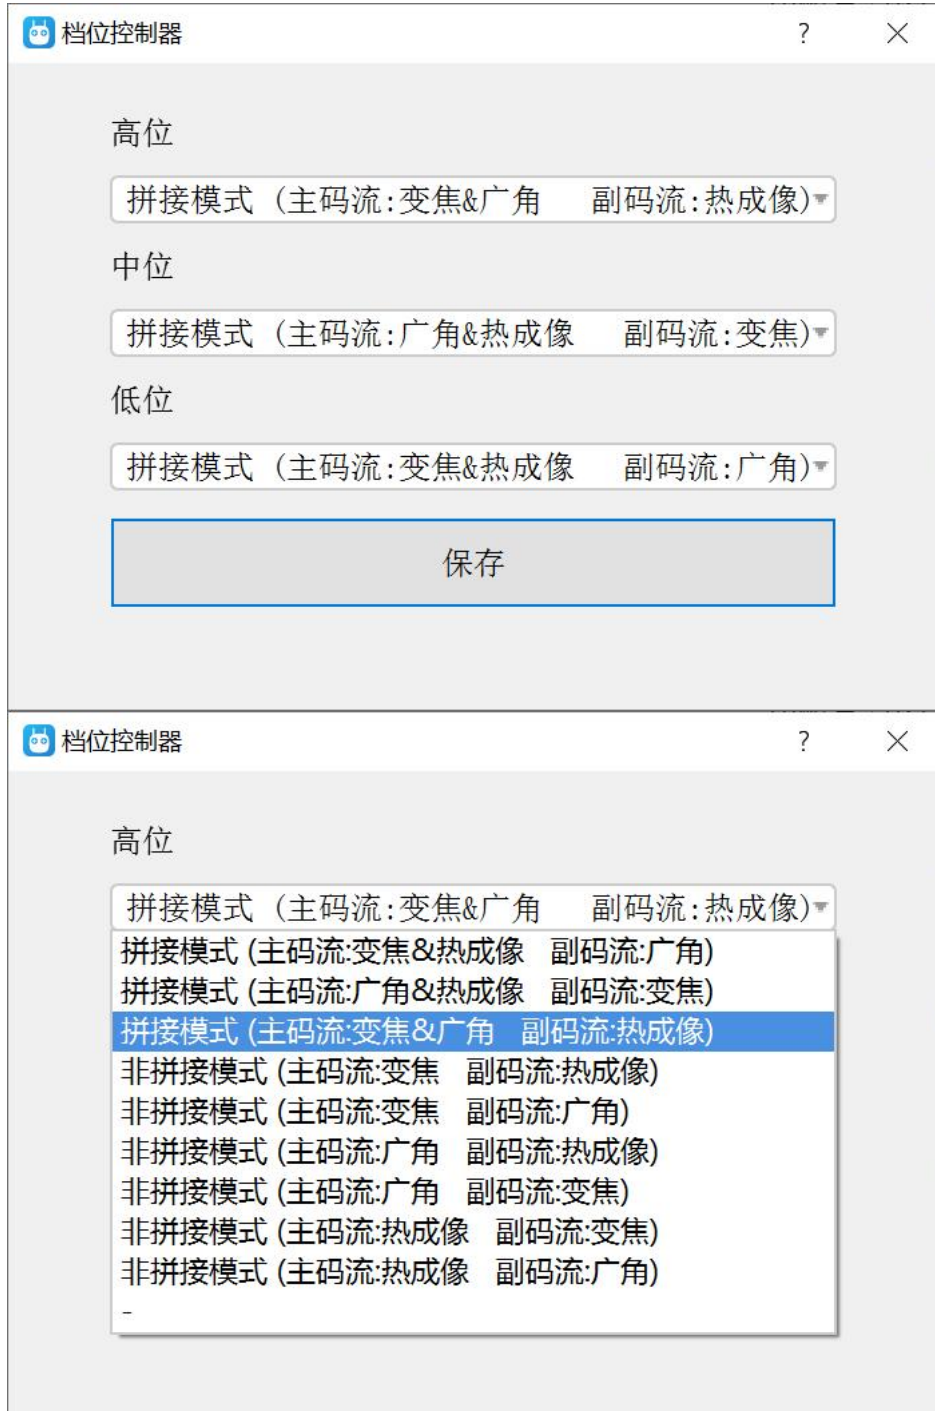 档位控制器 ?
高位
拼接模式 (主码流:变焦&广角 副码流:热成像)
中位
拼接模式 (主码流:广角&热成像 副码流:变焦)
低位
拼接模式 (主码流:变焦&热成像 副码流:广角)
保存
档位控制器 ?
高位
拼接模式 (主码流:变焦&广角 副码流:热成像)
拼接模式 (主码流:变焦&热成像 副码流:广角)
拼接模式 (主码流:广角&热成像 副码流:变焦)
拼接模式 (主码流:变焦&广角 副码流:热成像)
非拼接模式 (主码流:变焦 副码流:热成像)
非拼接模式 (主码流:变焦 副码流:广角)
非拼接模式 (主码流:广角 副码流:热成像)
非拼接模式 (主码流:广角 副码流:变焦)
非拼接模式 (主码流:热成像 副码流:变焦)
非拼接模式 (主码流:热成像 副码流:广角)
-